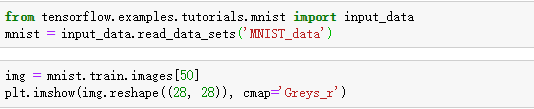 from tensorflow.examples.tutorials.mnist import input_data
mnist = input_data.read_data_sets('MNIST_data')
img = mnist.train.images[50]
plt.imshow(img.reshape((28, 28)), cmap='Greys_r')